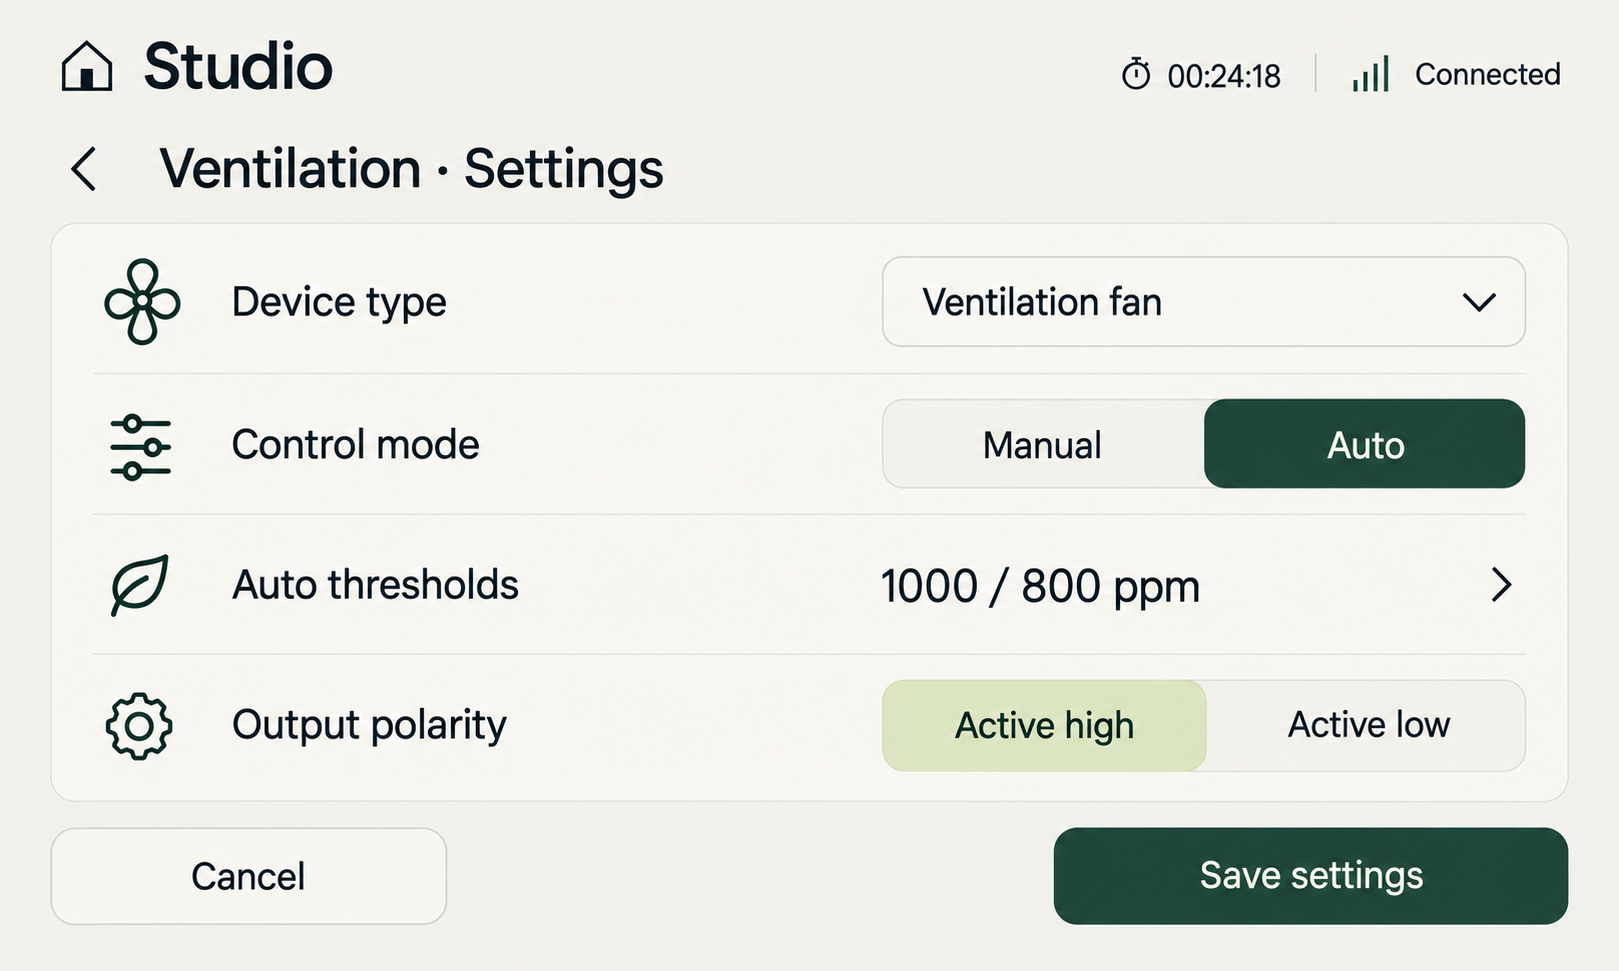 Studio
00:24:18
Connected
Ventilation · Settings
Device type
Ventilation fan
Control mode
Manual
Auto
Auto thresholds
1000 / 800 ppm
Output polarity
Active high
Active low
Cancel
Save settings